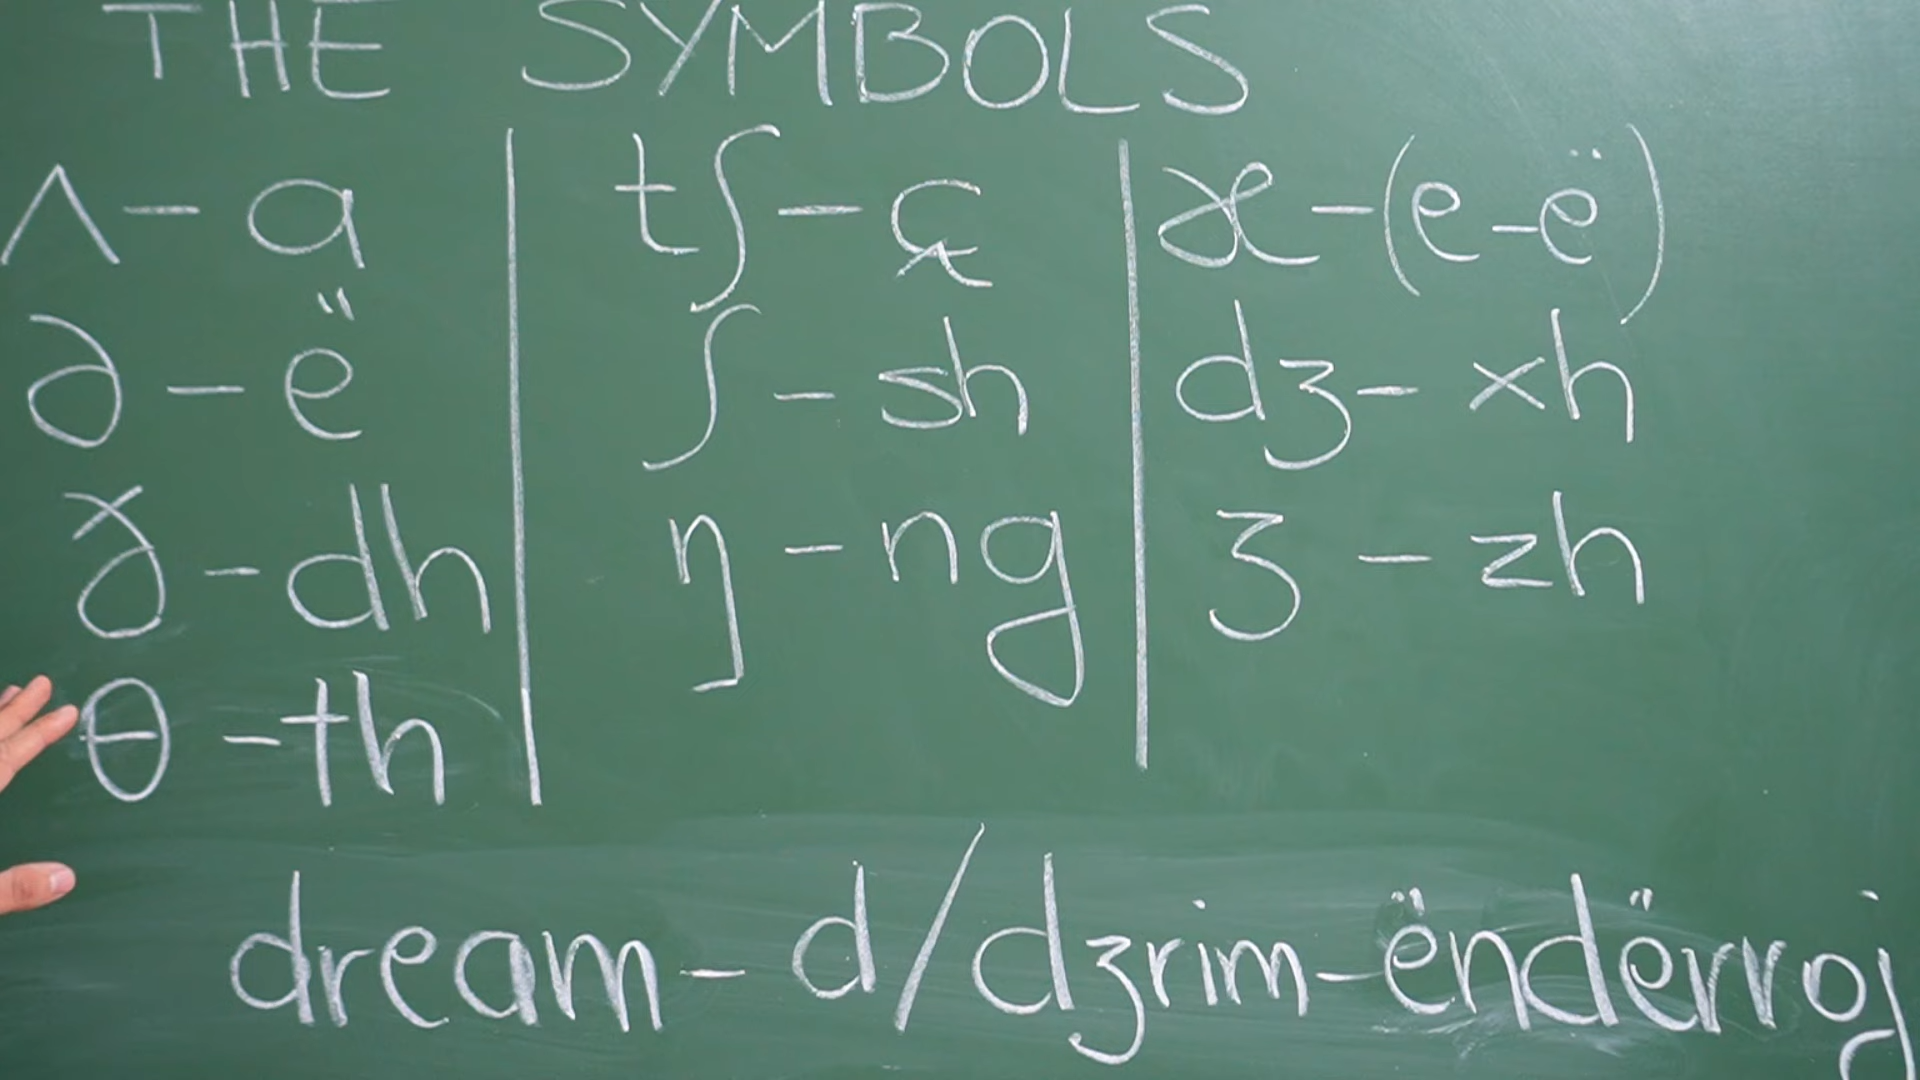 THE SYMBOLS
ʌ - a
ə - ë
ð - dh
θ - th
tʃ - ç
ʃ - sh
ŋ - ng
æ - (e-ë)
dʒ - xh
ʒ - zh
dream - d/dʒrim - ëndërroj